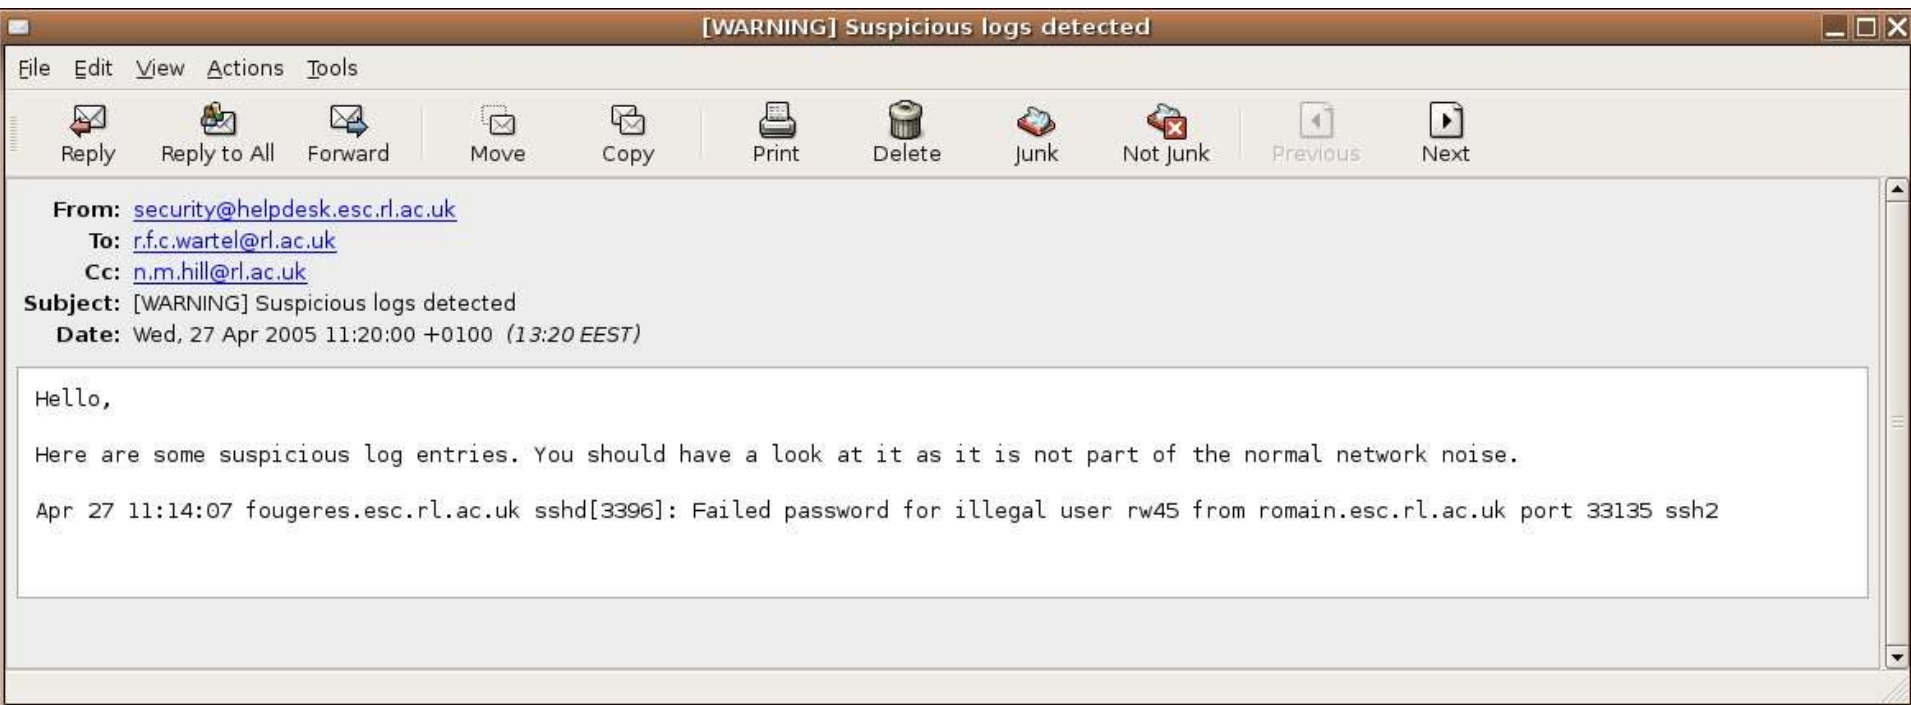 [WARNING] Suspicious logs detected
File Edit View Actions Tools
Reply Reply to All Forward Move Copy Print Delete Junk Not Junk Previous Next
From: security@helpdesk.esc.rl.ac.uk
To: r.f.c.wartel@rl.ac.uk
Cc: n.m.hill@rl.ac.uk
Subject: [WARNING] Suspicious logs detected
Date: Wed, 27 Apr 2005 11:20:00 +0100 (13:20 EEST)
Hello,
Here are some suspicious log entries. You should have a look at it as it is not part of the normal network noise.
Apr 27 11:14:07 fougeres.esc.rl.ac.uk sshd[3396]: Failed password for illegal user rw45 from romain.esc.rl.ac.uk port 33135 ssh2